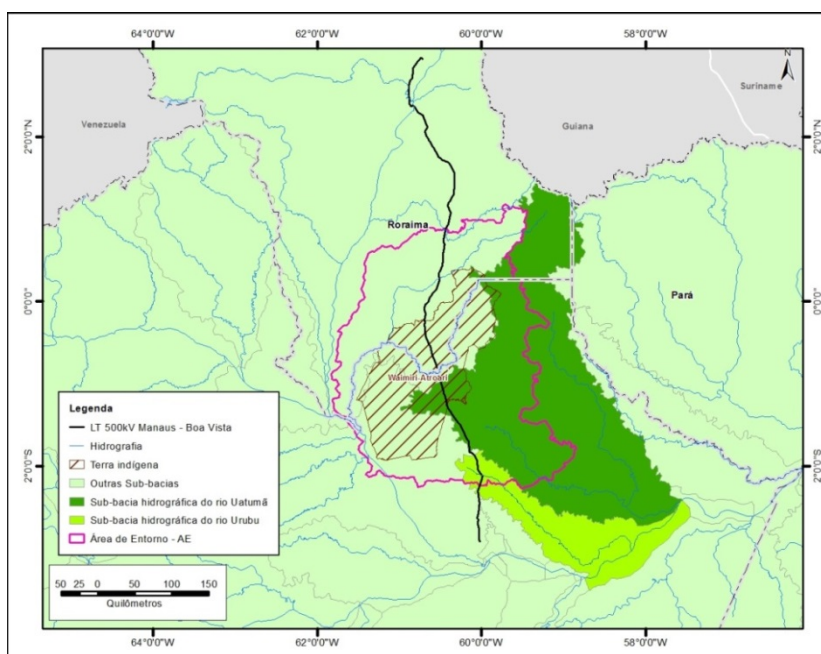 64°0'0"W 62°0'0"W 60°0'0"W 58°0'0"W
N
Suriname
Venezuela
Guiana
2°0'0"N
2°0'0"N
Roraima
Pará
0°0'0"
0°0'0"
Waimiri-Atroari
Legenda
LT 500kV Manaus - Boa Vista
Hidrografia
Terra indígena
Outras Sub-bacias
Sub-bacia hidrográfica do rio Uatumã
Sub-bacia hidrográfica do rio Urubu
Área de Entorno - AE
2°0'0"S
2°0'0"S
50 25 0 50 100 150
Quilômetros
64°0'0"W 62°0'0"W 60°0'0"W 58°0'0"W